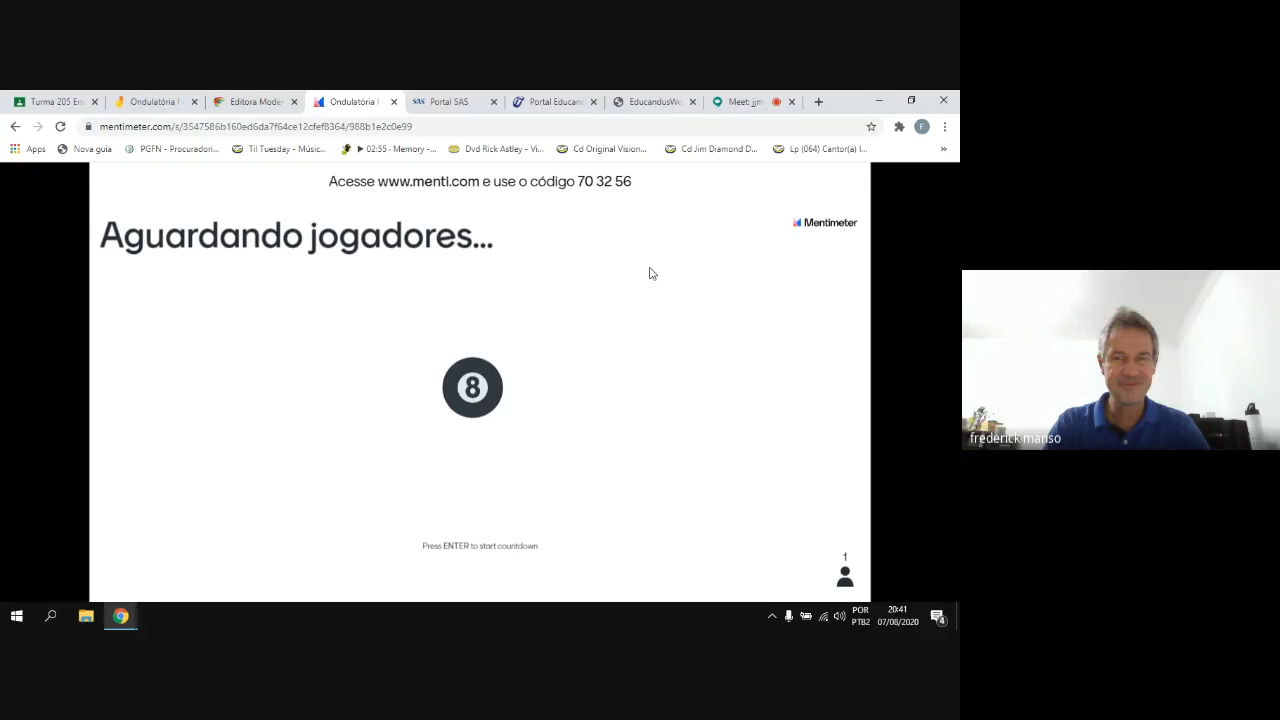 Turma 205 En
Ondulatória I
Editora Mode
Ondulatória I
SAS Portal SAS
Portal Educan
EducandusWe
Meet: jjm
mentimeter.com/s/3547586b160ed6da7f64ce12cfef8364/988b1e2c0e99
F
Apps
Nova guia
PGFN - Procuradori...
Til Tuesday - Músic...
02:55 - Memory -...
Dvd Rick Astley - Vi...
Cd Original Vision...
Cd Jim Diamond D...
Lp (064) Cantor(a) I...
»
Acesse www.menti.com e use o código 70 32 56
Aguardando jogadores...
Mentimeter
8
Press ENTER to start countdown
1
frederick manso
POR
PTB2
20:41
07/08/2020
4